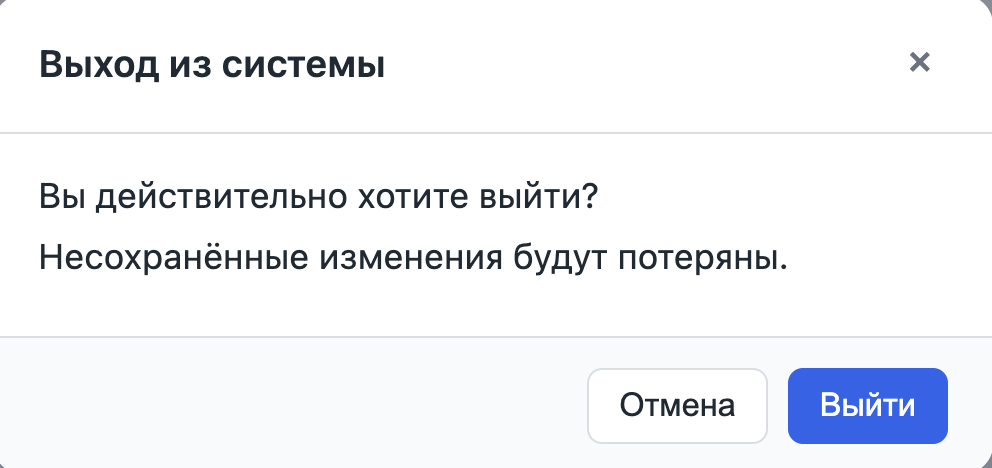 Выход из системы
×
Вы действительно хотите выйти?
Несохранённые изменения будут потеряны.
Отмена
Выйти